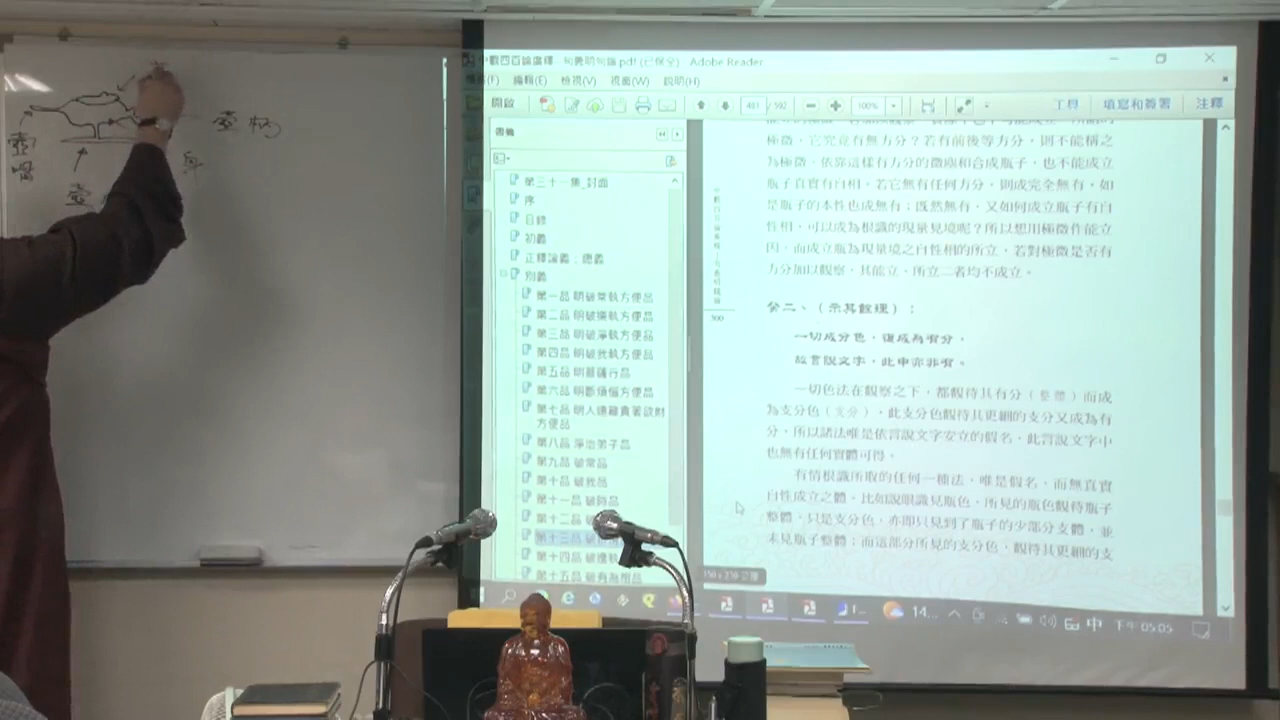 壺柄
壺嘴
壺
中觀四百論廣釋 - 句義明句論.pdf (已保全) - Adobe Reader
編輯(E) 檢視(V) 視窗(W) 說明(H)
開啟
481 / 592
100%
工具 填寫和簽署 註釋
書籤
第三十一集_封面
序
目錄
初義
正釋論義：總義
別義
第一品 明破常執方便品
第二品 明破樂執方便品
第三品 明破淨執方便品
第四品 明破我執方便品
第五品 明菩薩行品
第六品 明斷煩惱方便品
第七品 明人遠離貪著欲財方便品
第八品 淨治弟子品
第九品 破常品
第十品 破我品
第十一品 破時品
第十二品
第十三品
第十四品 破邊執
第十五品 破有為相品
極微，它究竟有無方分？若有前後等方分，則不能稱之
為極微，依靠這樣有方分的微塵和合成瓶子，也不能成立
瓶子真實有自相。若它無有任何方分，則成完全無有，如
是瓶子的本性也成無有；既然無有，又如何成立瓶子有自
性相，可以成為根識的現量見境呢？所以想用極微作能立
因，而成立瓶為現量境之自性相的所立，若對極微是否有
方分加以觀察，其能立、所立二者均不成立。
癸二、（示其餘理）：
一切成分色，復成為有分，
故言說文字，此中亦非有。
一切色法在觀察之下，都觀待其有分（整體）而成
為支分色（支分），此支分色觀待其更細的支分又成為有
分，所以諸法唯是依言說文字安立的假名，此言說文字中
也無有任何實體可得。
有情根識所取的任何一種法，唯是假名，而無真實
自性成立之體。比如說眼識見瓶色，所見的瓶色觀待瓶子
整體，只是支分色，亦即只見到了瓶子的少部分支體，並
未見瓶子整體；而這部分所見的支分色，觀待其更細的支
500
14...
中 下午 05:05